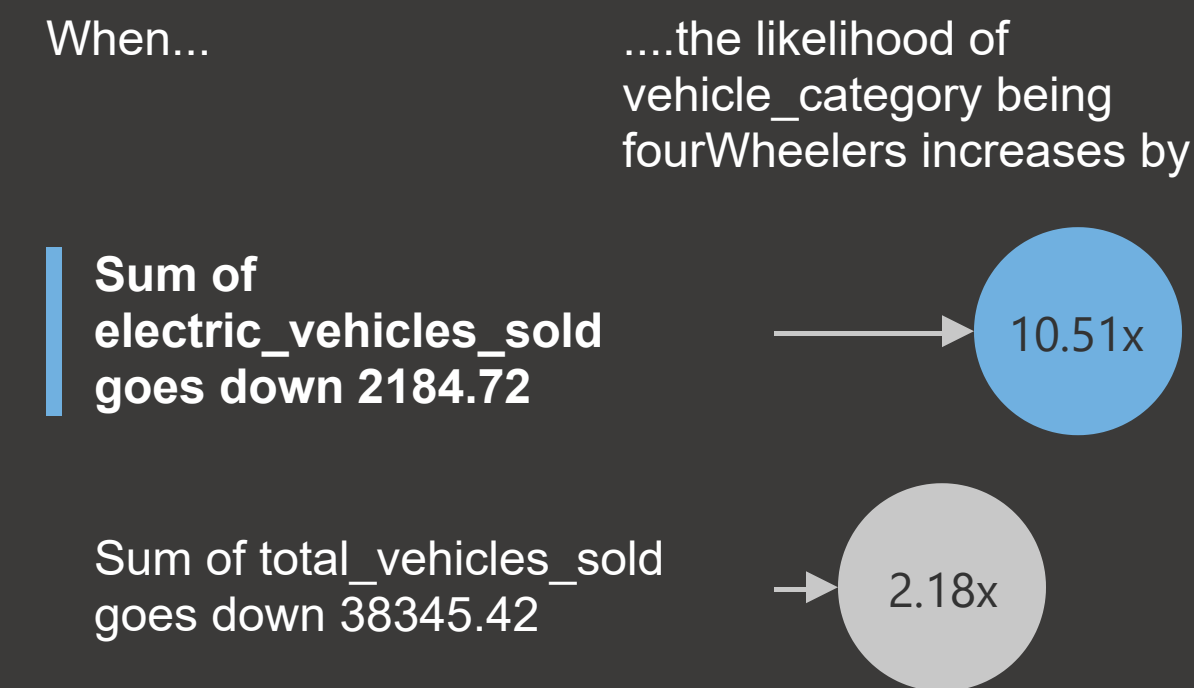 When...
....the likelihood of
vehicle_category being
fourWheelers increases by
Sum of
electric_vehicles_sold
goes down 2184.72
10.51x
Sum of total_vehicles_sold
goes down 38345.42
2.18x